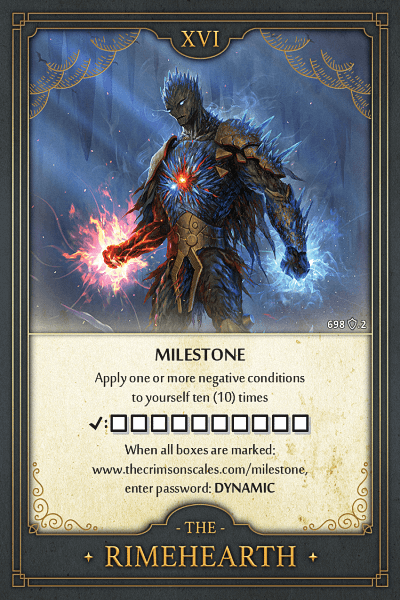 XVI
698 2
MILESTONE
Apply one or more negative conditions
to yourself ten (10) times
✓:□□□□□□□□□□
When all boxes are marked:
www.thecrimsonscales.com/milestone,
enter password: DYNAMIC
- THE -
RIMEHEARTH